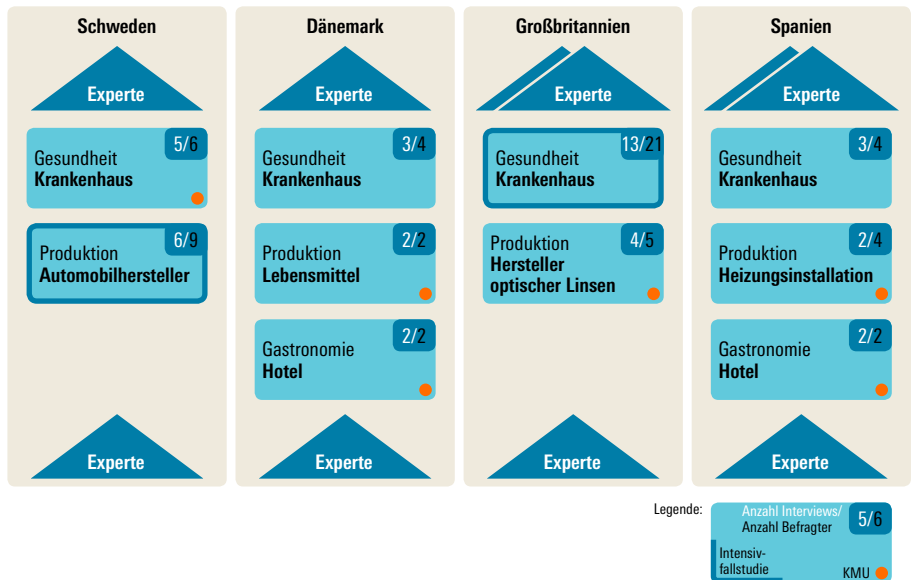 Schweden
Experte
5/6
Gesundheit
Krankenhaus
6/9
Produktion
Automobilhersteller
Experte
Dänemark
Experte
3/4
Gesundheit
Krankenhaus
2/2
Produktion
Lebensmittel
2/2
Gastronomie
Hotel
Experte
Großbritannien
Experte
13/21
Gesundheit
Krankenhaus
4/5
Produktion
Hersteller
optischer Linsen
Experte
Spanien
Experte
3/4
Gesundheit
Krankenhaus
2/4
Produktion
Heizungsinstallation
2/2
Gastronomie
Hotel
Experte
Legende:
Anzahl Interviews/
Anzahl Befragter
5/6
Intensiv-
fallstudie
KMU